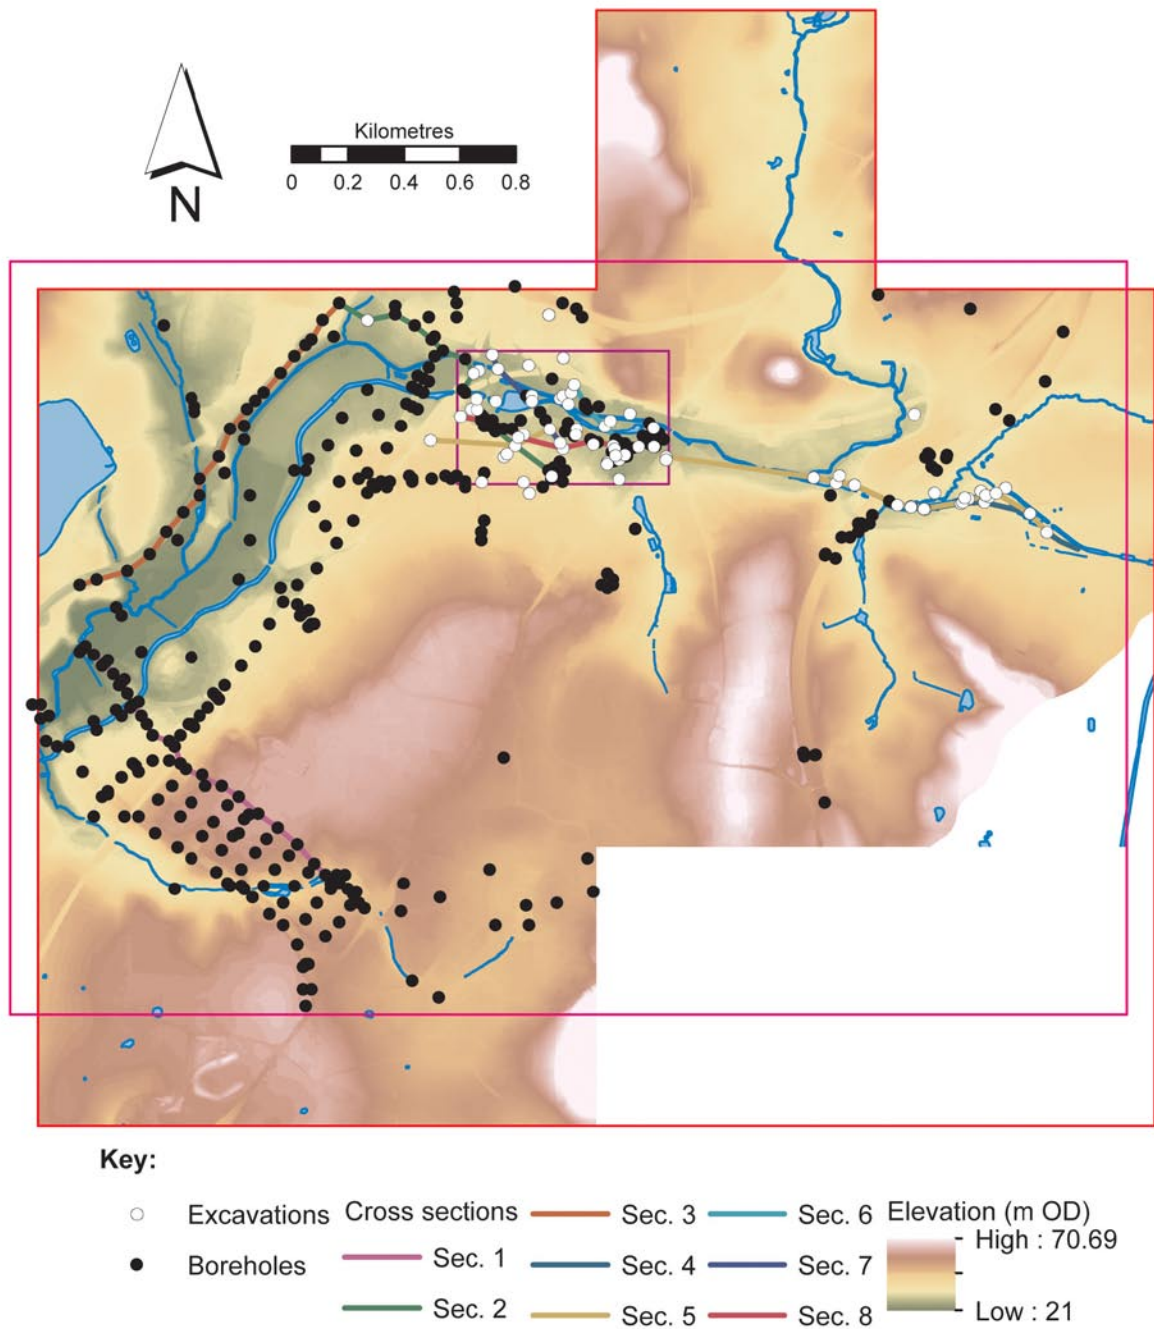 Kilometres
0 0.2 0.4 0.6 0.8
N
Key:
Excavations
Boreholes
Cross sections
Sec. 1
Sec. 2
Sec. 3
Sec. 4
Sec. 5
Sec. 6
Sec. 7
Sec. 8
Elevation (m OD)
High : 70.69
Low : 21